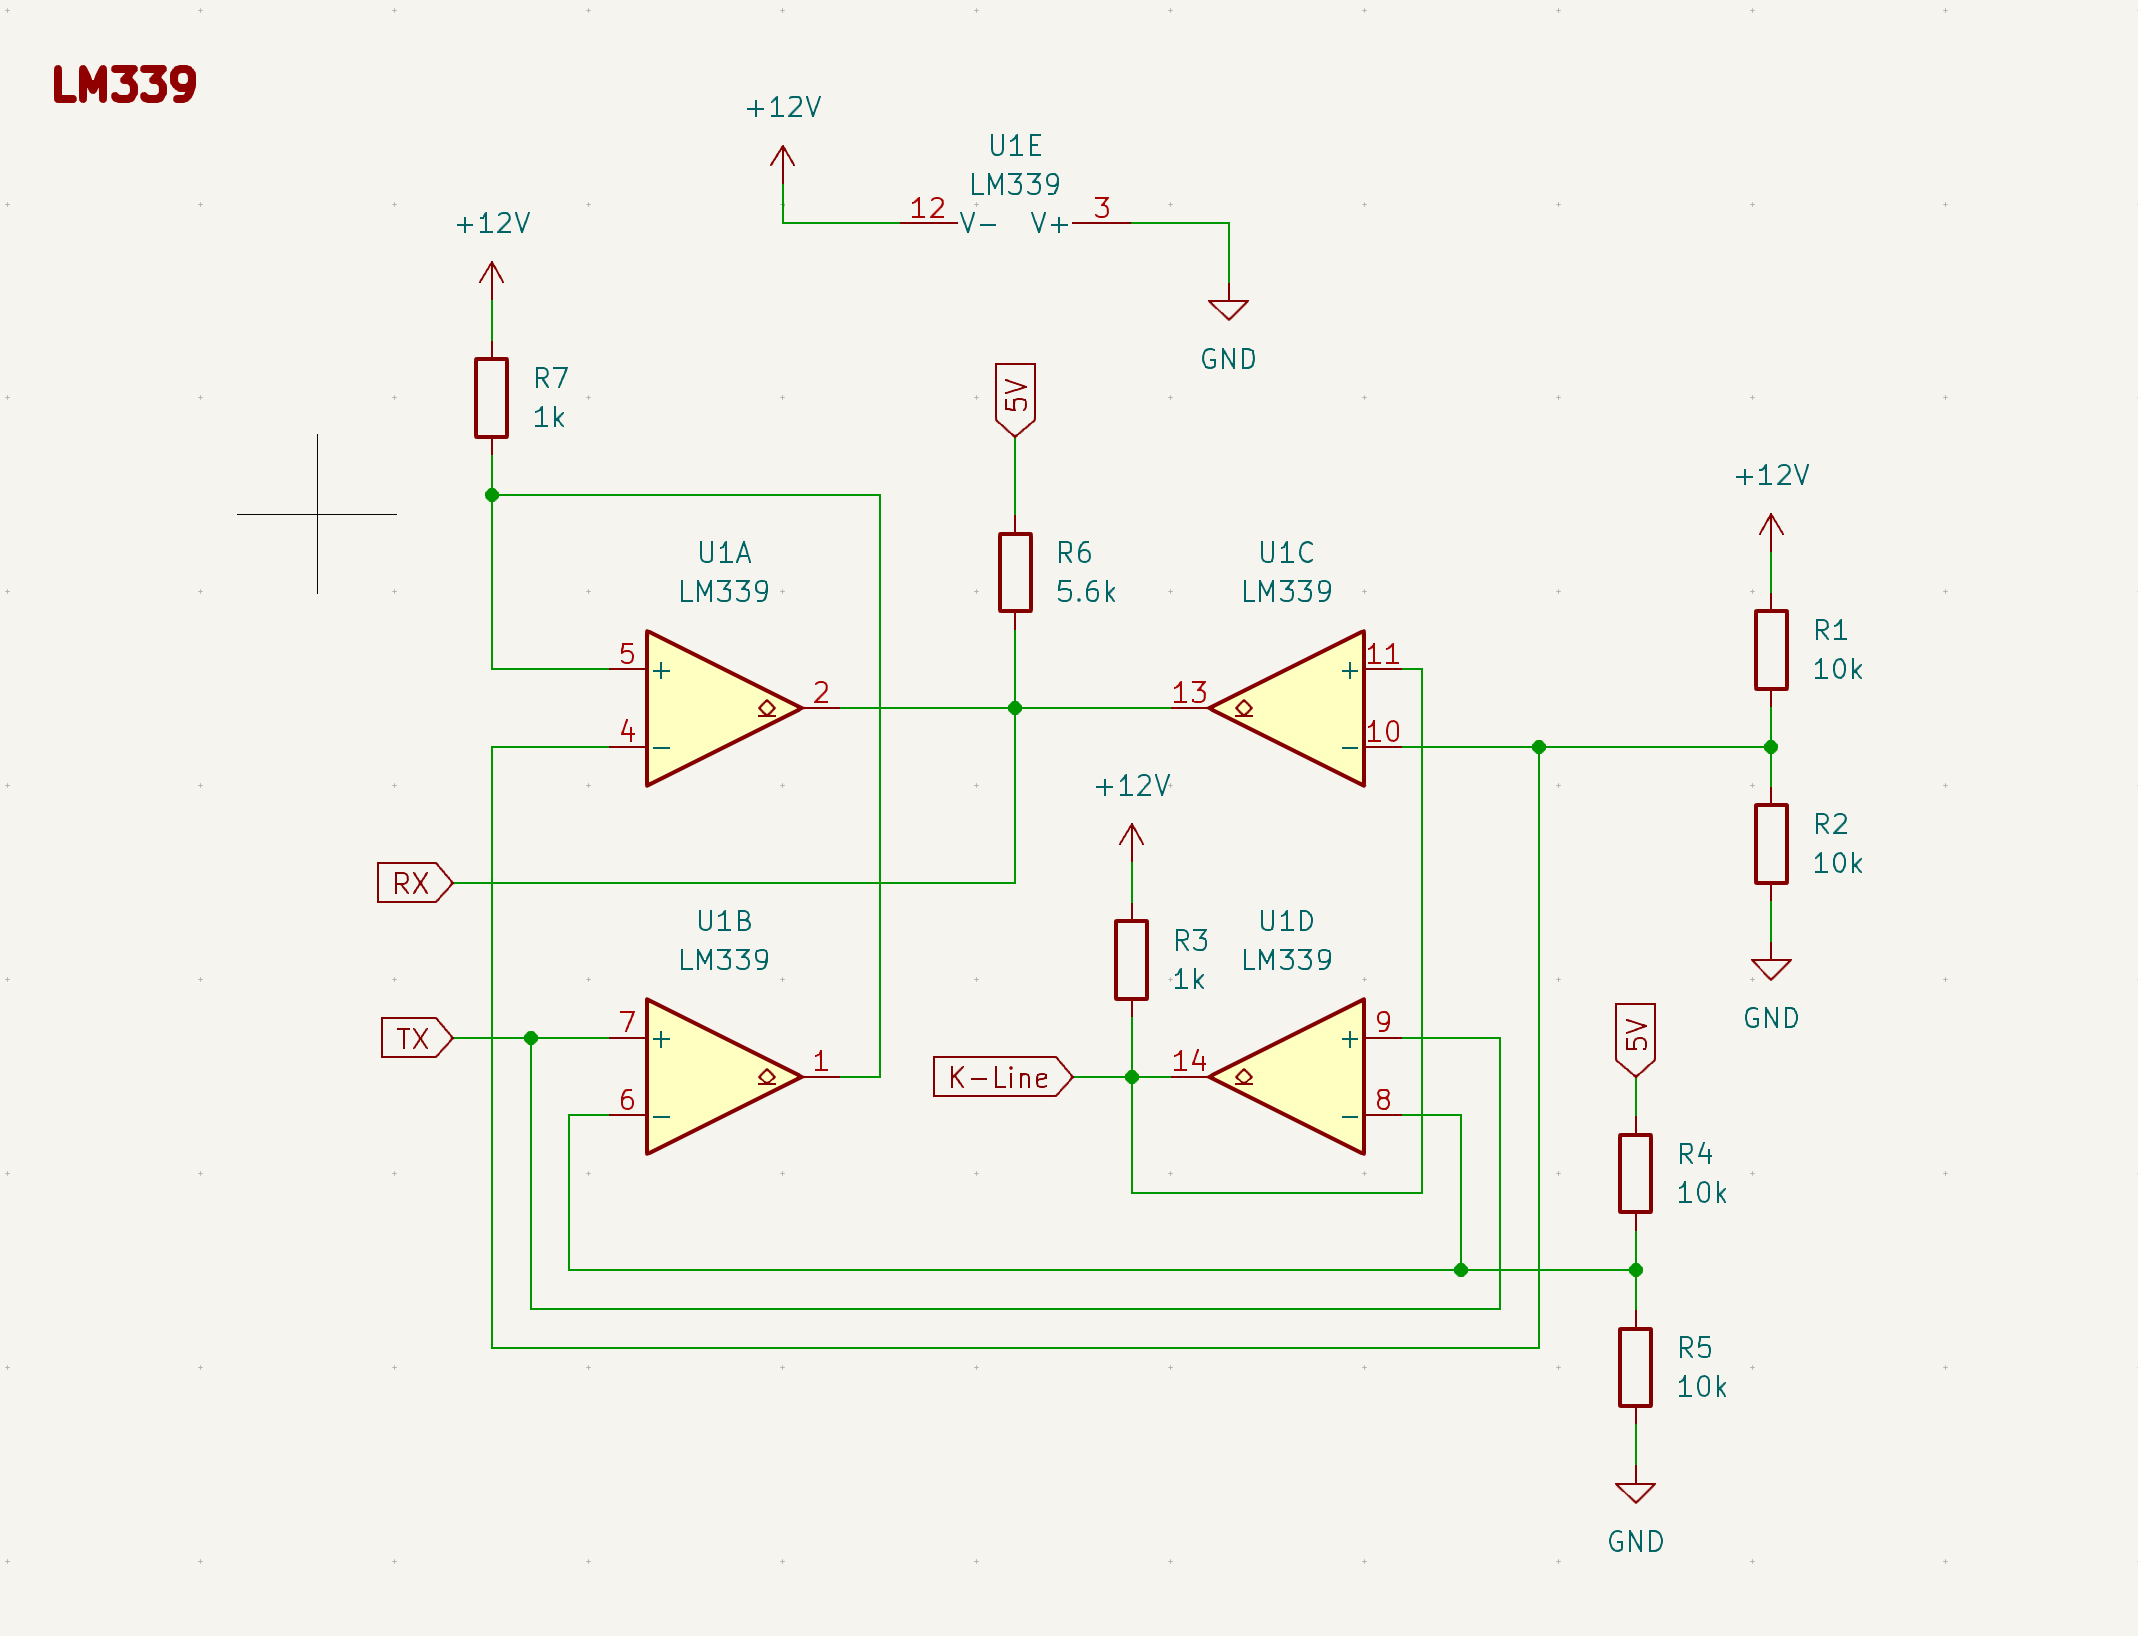 LM339
+12V
U1E
LM339
12
V-
V+
3
+12V
GND
R7
1k
5V
+12V
U1A
LM339
R6
5.6k
U1C
LM339
R1
10k
5
+
4
-
2
13
11
+
10
-
+12V
R2
10k
RX
U1B
LM339
R3
1k
U1D
LM339
GND
TX
7
+
6
-
1
K-Line
14
9
+
8
-
5V
R4
10k
R5
10k
GND